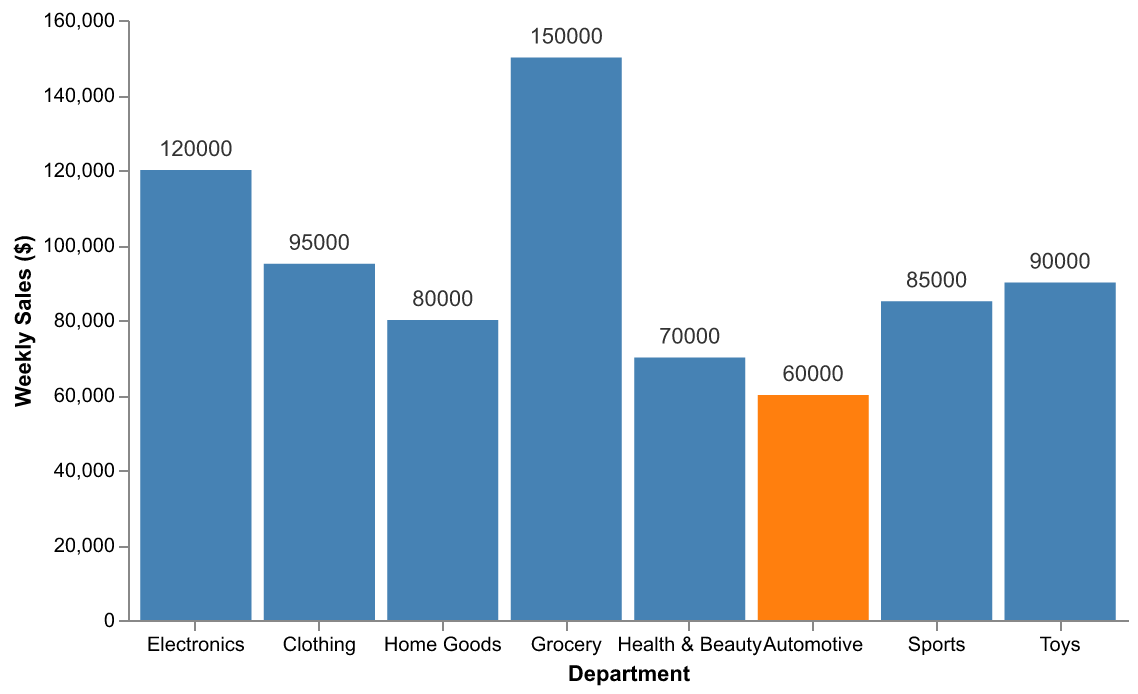 160,000
140,000
120,000
100,000
80,000
60,000
40,000
20,000
0
Weekly Sales ($)
120000
95000
80000
150000
70000
60000
85000
90000
Electronics
Clothing
Home Goods
Grocery
Health & Beauty
Automotive
Sports
Toys
Department